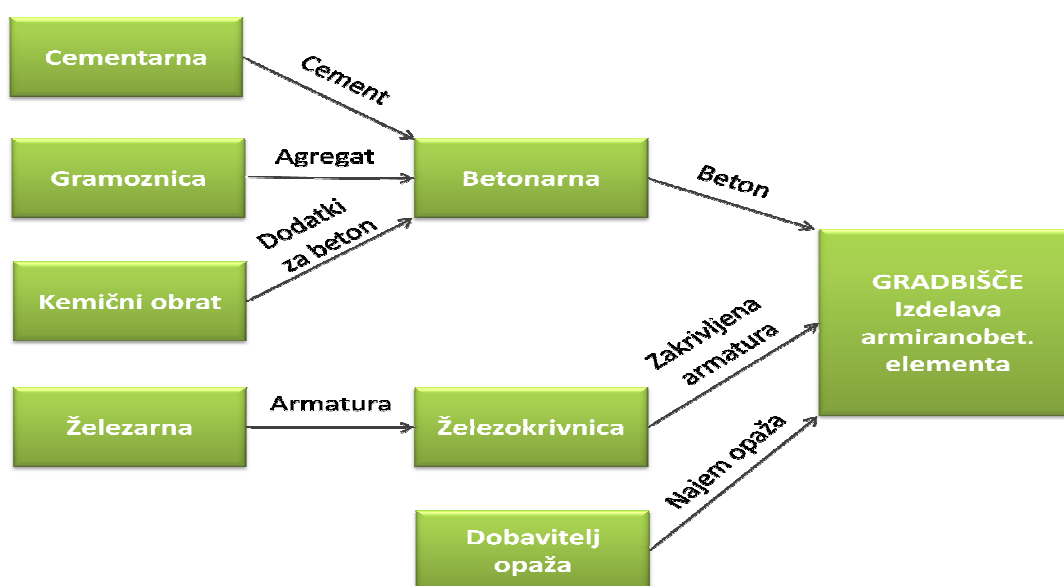 Cementarna
Cement
Gramoznica
Agregat
Betonarna
Beton
Dodatki
za beton
Kemični obrat
GRADBIŠČE
Izdelava
armiranobet.
elementa
Zakrivljena
armatura
Železarna
Armatura
Železokrivnica
Najem opaža
Dobavitelj
opaža